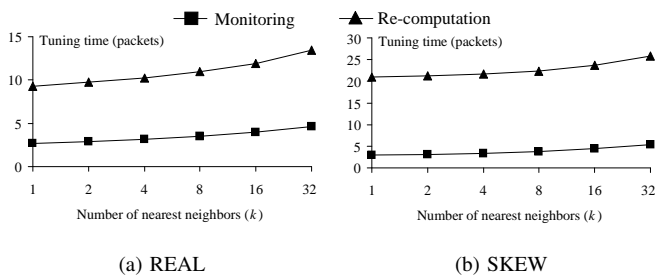 Monitoring Re-computation
Tuning time (packets)
15
10
5
0
1 2 4 8 16 32
Number of nearest neighbors (k)
(a) REAL
Tuning time (packets)
30
25
20
15
10
5
0
1 2 4 8 16 32
Number of nearest neighbors (k)
(b) SKEW